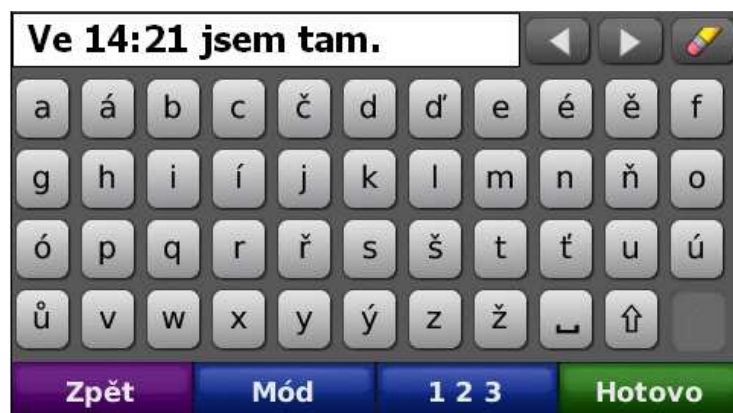 Ve 14:21 jsem tam.
a á b c č d ď e é ě f
g h i í j k l m n ň o
ó p q r ř s š t ť u ú
ů v w x y ý z ž
Zpět Mód 1 2 3 Hotovo